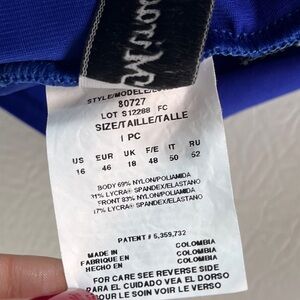 STYLE/MODELE/
80727
LOT S12288 FC
SIZE/TAILLE/TALLE
1 PC
US EUR UK F/E IT RU
16 46 18 48 50 52
BODY 69% NYLON/POLIAMIDA
31% LYCRA® SPANDEX/ELASTANO
FRONT 83% NYLON/POLIAMIDA
17% LYCRA® SPANDEX/ELASTANO
PATENT # 5,359,732
MADE IN COLOMBIA
FABRIQUE EN COLOMBIA
HECHO EN COLOMBIA
FOR CARE SEE REVERSE SIDE
PARA EL CUIDADO VEA EL DORSO
POUR LE SOIN VOIR LE VERSO